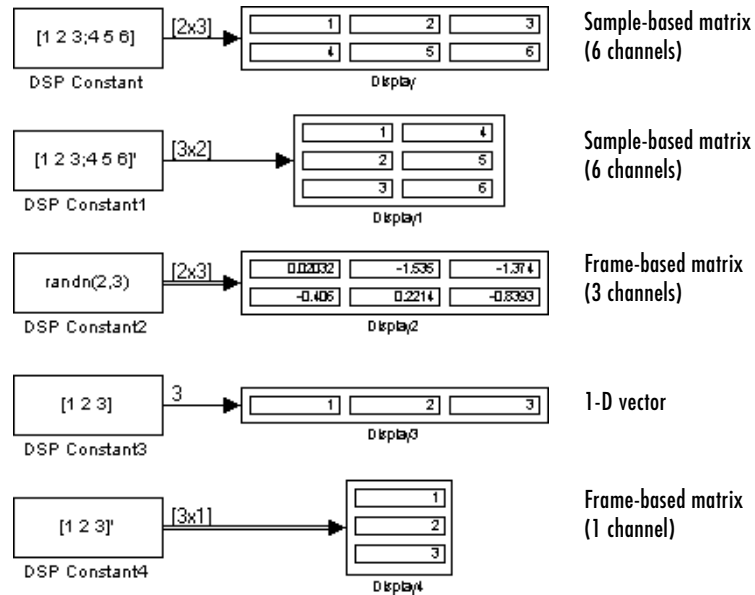 [1 2 3;4 5 6]
[2x3]
1 2 3
4 5 6
DSP Constant
Display
Sample-based matrix
(6 channels)
[1 2 3;4 5 6]'
[3x2]
1 4
2 5
3 6
DSP Constant1
Display1
Sample-based matrix
(6 channels)
randn(2,3)
[2x3]
0.02032 -1.535 -1.374
-0.406 0.2214 -0.8393
DSP Constant2
Display2
Frame-based matrix
(3 channels)
[1 2 3]
3
1 2 3
DSP Constant3
Display3
1-D vector
[1 2 3]'
[3x1]
1
2
3
DSP Constant4
Display4
Frame-based matrix
(1 channel)